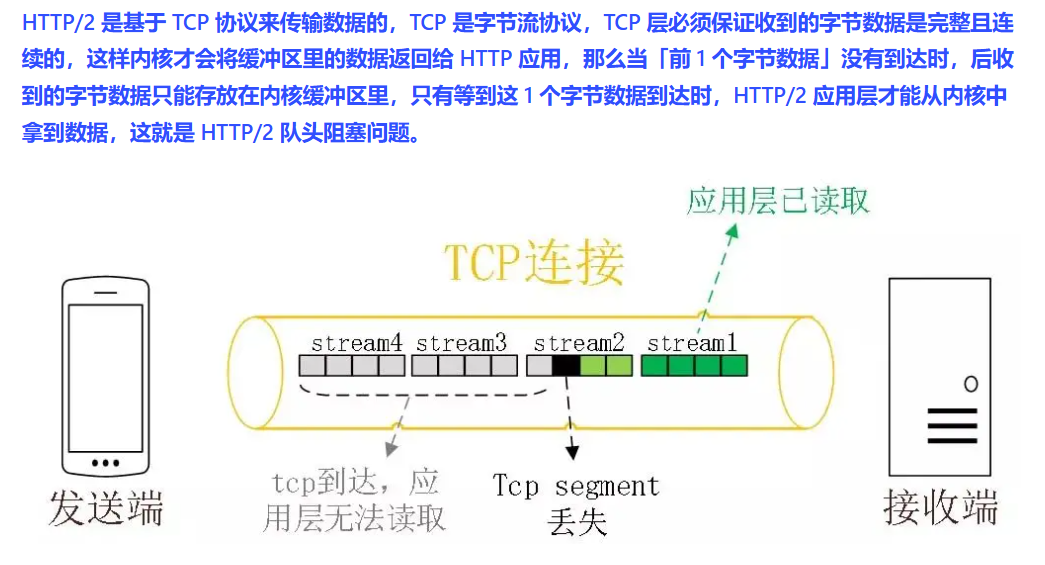 HTTP/2 是基于 TCP 协议来传输数据的，TCP 是字节流协议，TCP 层必须保证收到的字节数据是完整且连
续的，这样内核才会将缓冲区里的数据返回给 HTTP 应用，那么当「前 1 个字节数据」没有到达时，后收
到的字节数据只能存放在内核缓冲区里，只有等到这 1 个字节数据到达时，HTTP/2 应用层才能从内核中
拿到数据，这就是 HTTP/2 队头阻塞问题。
应用层已读取
TCP连接
stream4 stream3 stream2 stream1
tcp到达，应
用层无法读取
Tcp segment
丢失
发送端
接收端